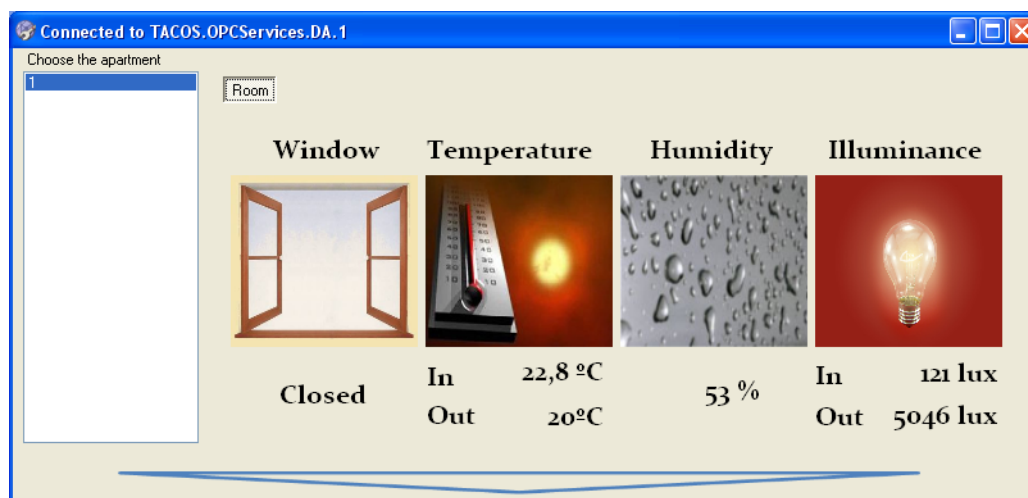 Connected to TACOS.OPCServices.DA.1
Choose the apartment
1
Room
Window Temperature Humidity Illuminance
Closed
In 22,8 ºC
Out 20ºC
53 %
In 121 lux
Out 5046 lux